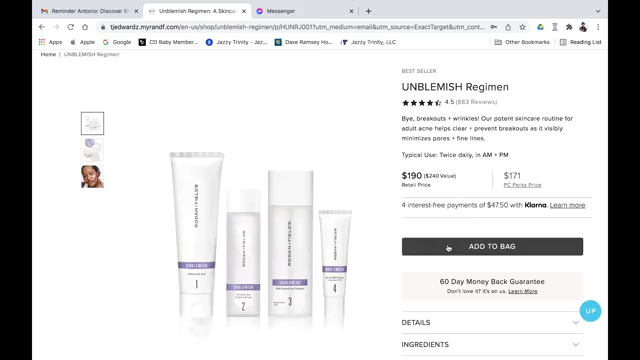 Reminder Antonio: Discover th
Unblemish Regimen: A Skincar
Messenger
tjedwardz.myrandf.com/en-us/shop/unblemish-regimen/p/HUNRJ001?utm_medium=email&utm_source=ExactTarget&utm_cont...
Apps
Apple
Google
CD Baby Member...
Jazzy Trinity - Jaz...
Dave Ramsey Ho...
Jazzy Trinity, LLC
Other Bookmarks
Reading List
Home | UNBLEMISH Regimen
BEST SELLER
UNBLEMISH Regimen
4.5 (883 Reviews)
Bye, breakouts + wrinkles! Our potent skincare routine for
adult acne helps clear + prevent breakouts as it visibly
minimizes pores + fine lines.
Typical Use: Twice daily, in AM + PM
$190 ($240 Value)
Retail Price
$171
PC Perks Price
4 interest-free payments of $47.50 with Klarna. Learn more
ADD TO BAG
60 Day Money Back Guarantee
Don't love it? It's on us. Learn More
UP
DETAILS
INGREDIENTS
RODAN+FIELDS
UNBLEMISH
1
RODAN+FIELDS
UNBLEMISH
2
RODAN+FIELDS
UNBLEMISH
3
RODAN+FIELDS
UNBLEMISH
4